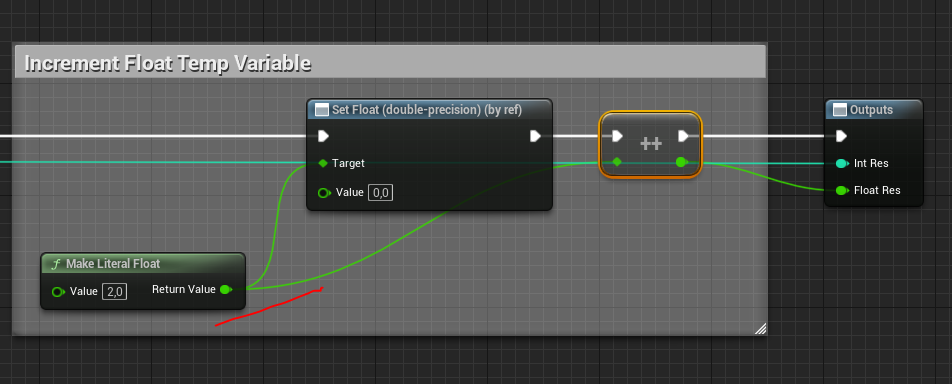 Increment Float Temp Variable
Set Float (double-precision) (by ref)
Outputs
++
Target
Int Res
Value 0,0
Float Res
f Make Literal Float
Value 2,0 Return Value